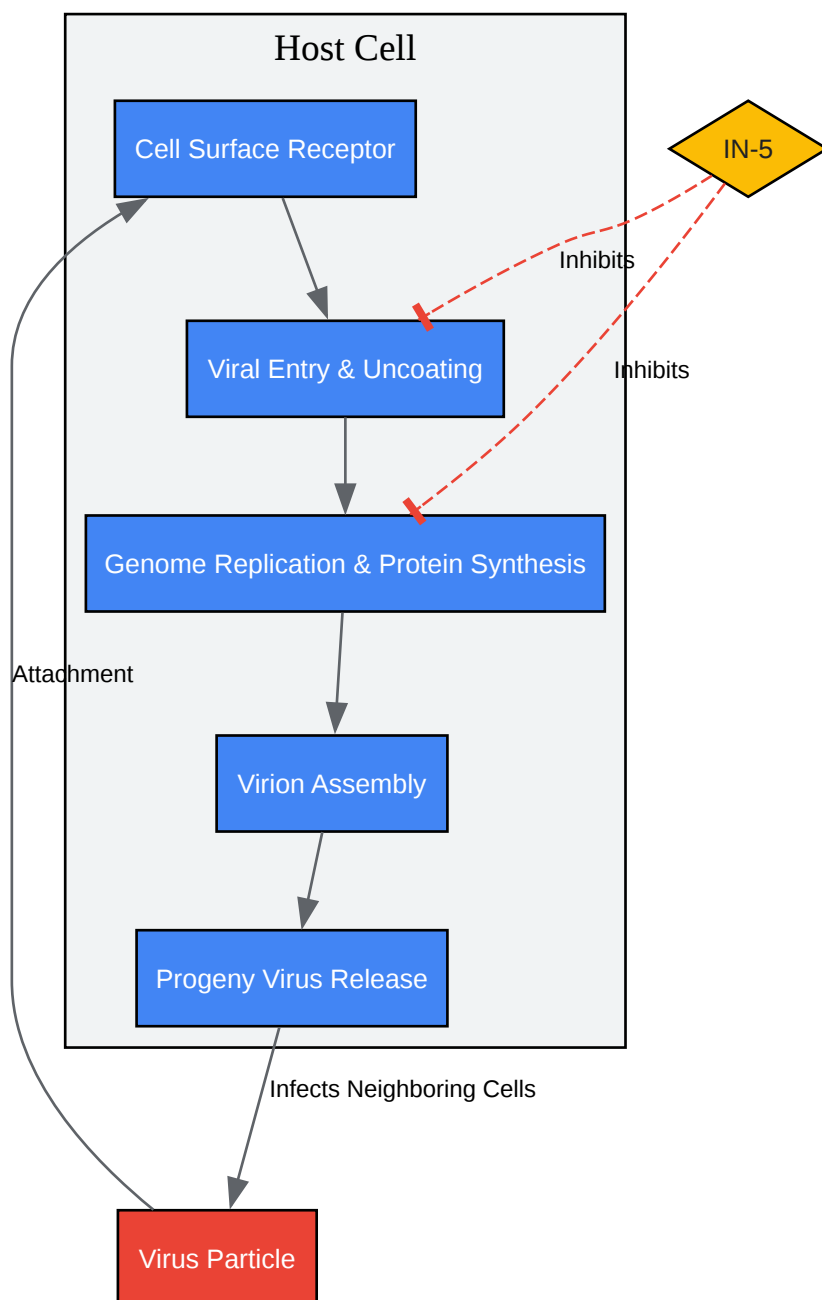 Host Cell
Cell Surface Receptor
IN-5
Inhibits
Viral Entry & Uncoating
Inhibits
Genome Replication & Protein Synthesis
Attachment
Virion Assembly
Progeny Virus Release
Infects Neighboring Cells
Virus Particle